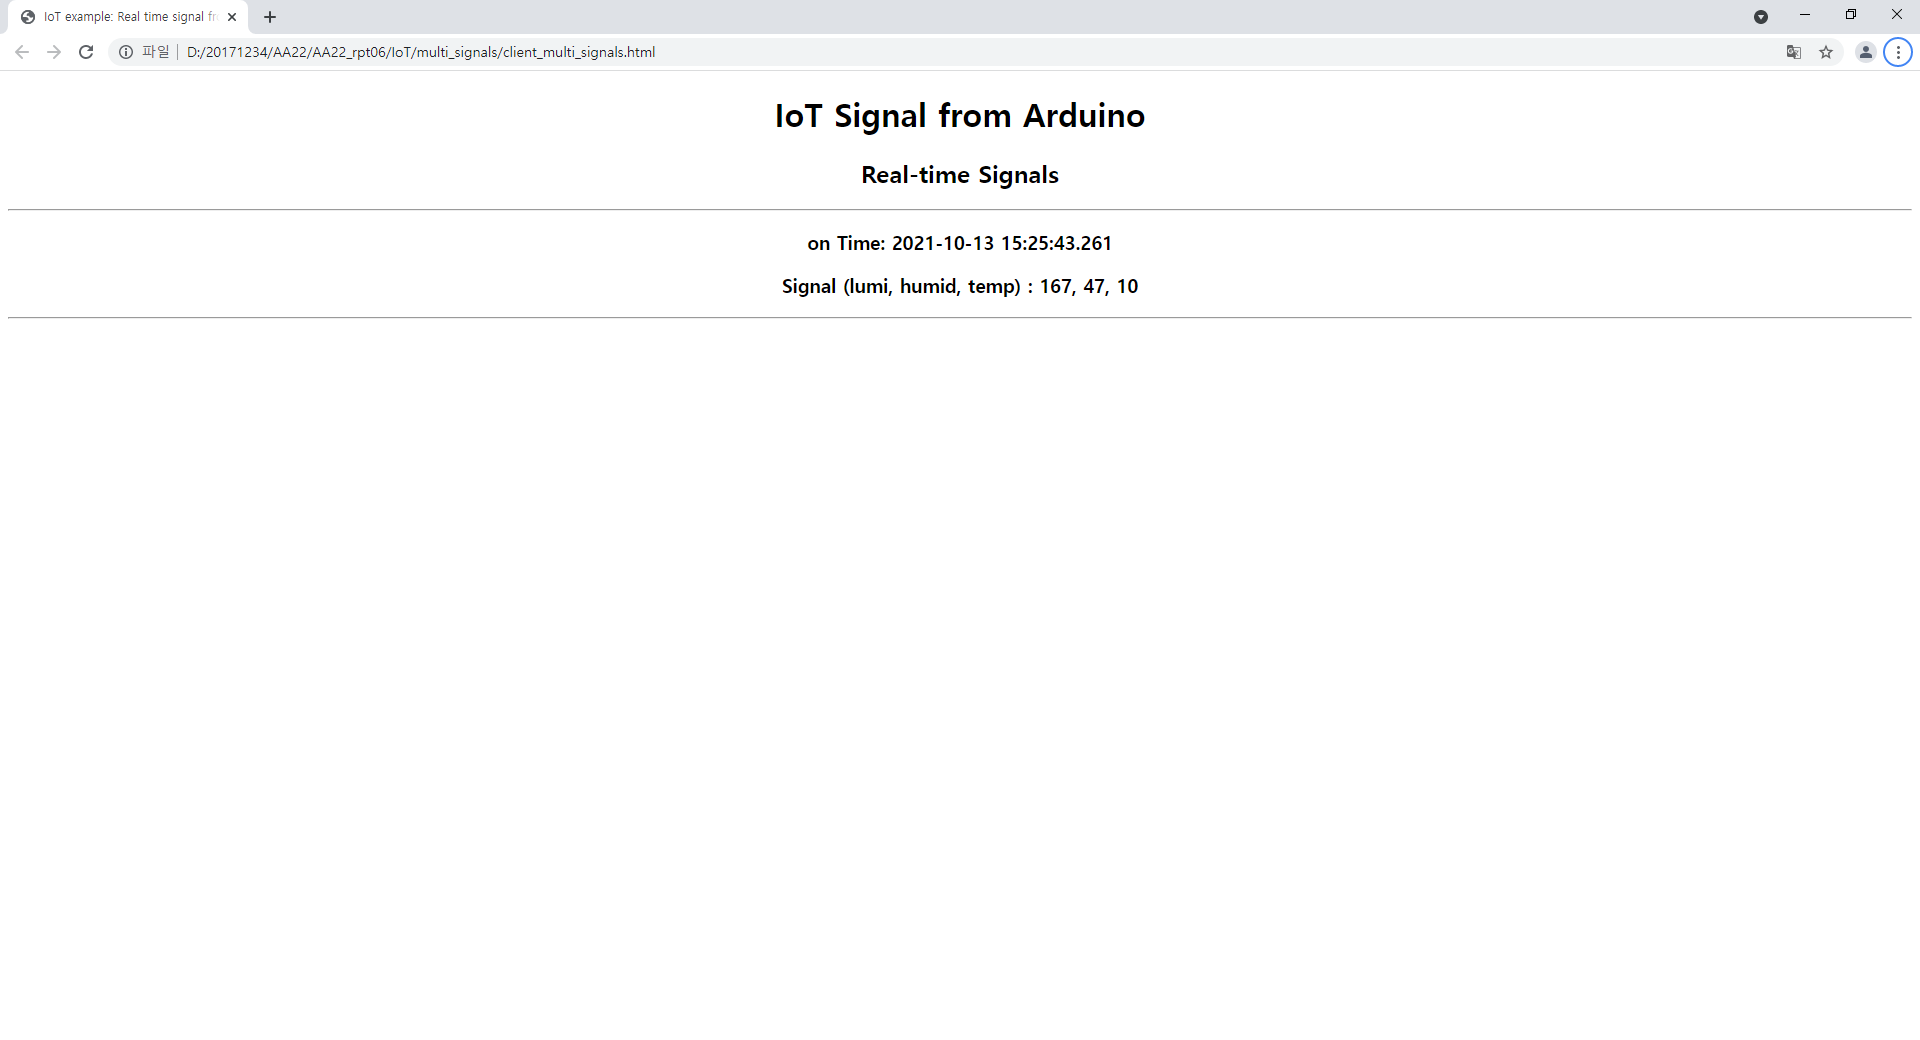 IoT example: Real time signal fr
파일 D:/20171234/AA22/AA22_rpt06/IoT/multi_signals/client_multi_signals.html
IoT Signal from Arduino
Real-time Signals
on Time: 2021-10-13 15:25:43.261
Signal (lumi, humid, temp) : 167, 47, 10